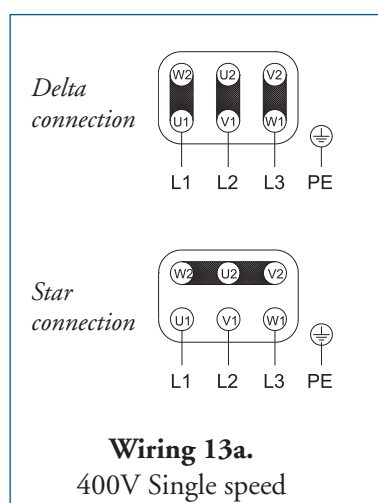 Delta
connection
W2 U2 V2
U1 V1 W1
L1 L2 L3 PE
Star
connection
W2 U2 V2
U1 V1 W1
L1 L2 L3 PE
Wiring 13a.
400V Single speed